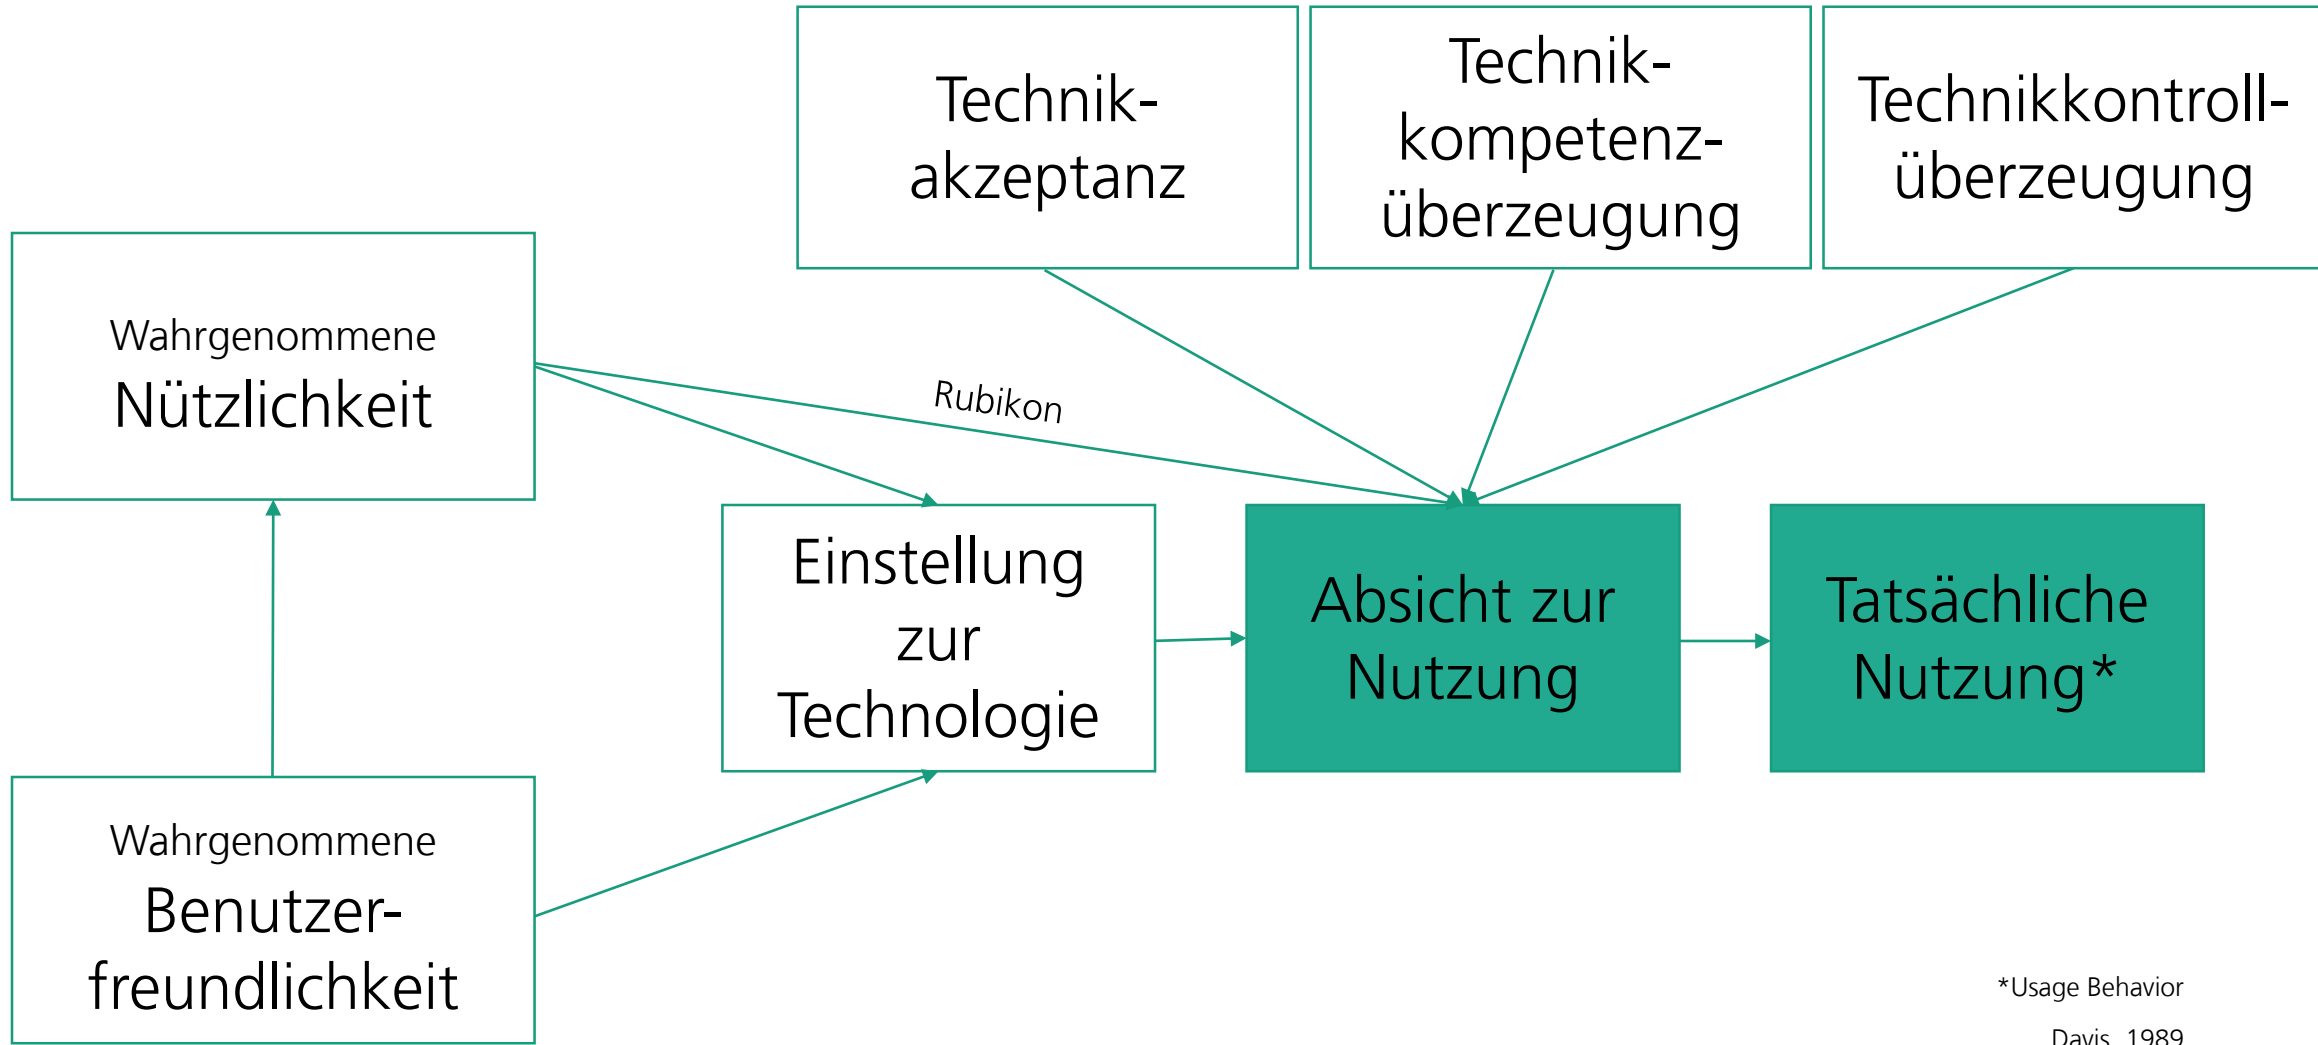 Technik-
akzeptanz
Technik-
kompetenz-
überzeugung
Technikkontroll-
überzeugung
Wahrgenommene
Nützlichkeit
Rubikon
Einstellung
zur
Technologie
Absicht zur
Nutzung
Tatsächliche
Nutzung*
Wahrgenommene
Benutzer-
freundlichkeit
*Usage Behavior
Davis, 1989